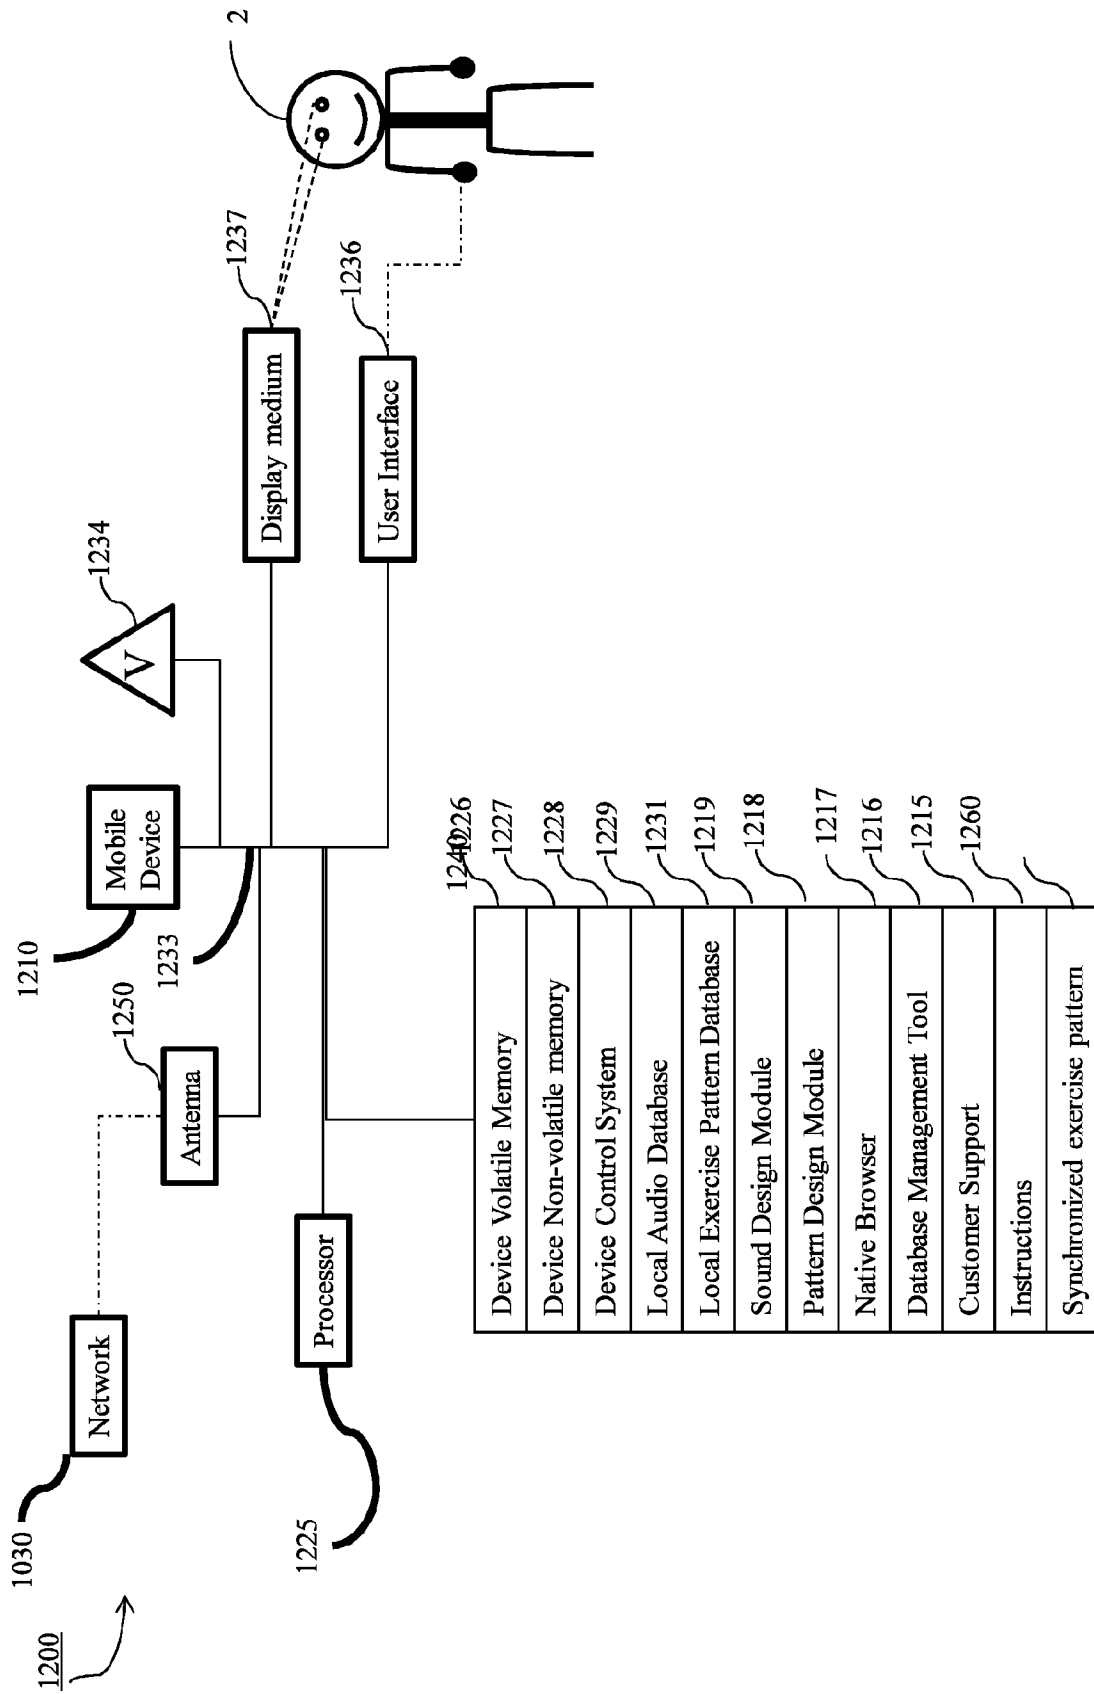 1200
1030
Network
1250
Antenna
1210
Mobile
Device
1233
1234
V
1237
Display medium
2
1236
User Interface
1225
Processor
1240
Device Volatile Memory
1226
Device Non-volatile memory
1227
Device Control System
1228
Local Audio Database
1229
Local Exercise Pattern Database
1231
Sound Design Module
1219
Pattern Design Module
1218
Native Browser
1217
Database Management Tool
1216
Customer Support
1215
Instructions
1260
Synchronized exercise pattern